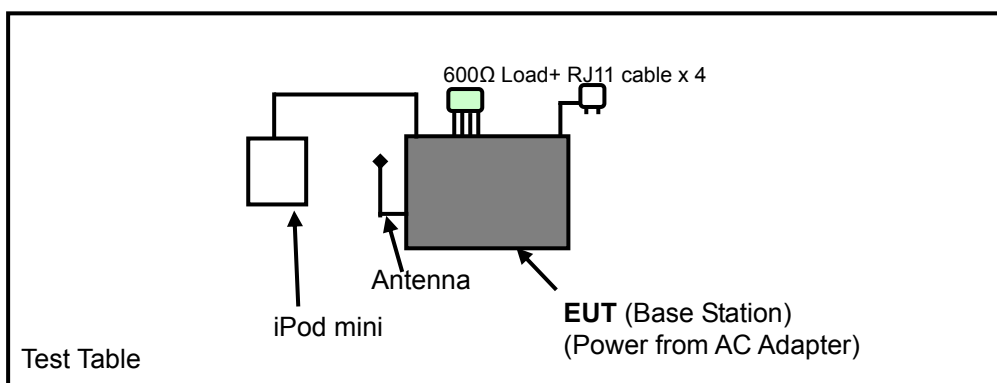 600Ω Load+ RJ11 cable x 4
Antenna
iPod mini
EUT (Base Station)
(Power from AC Adapter)
Test Table